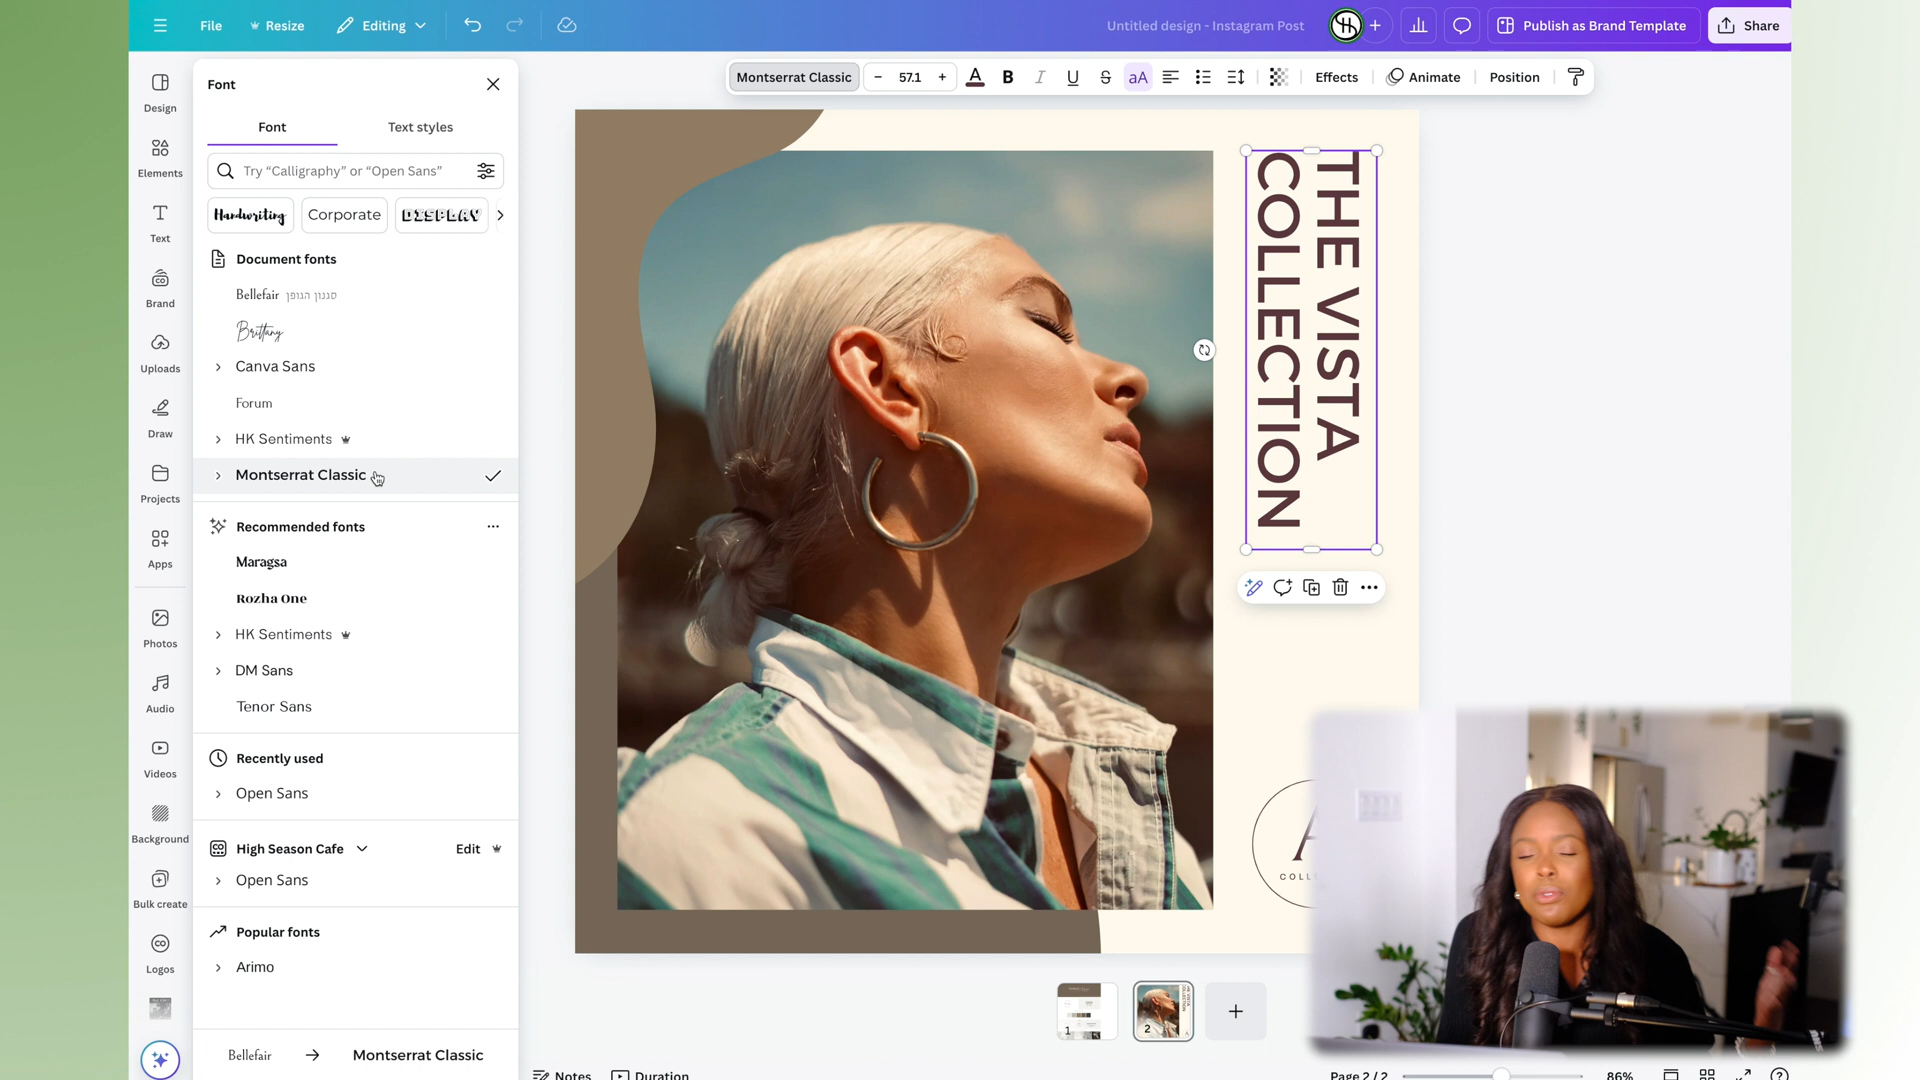 File
Resize
Editing
Untitled design - Instagram Post
Publish as Brand Template
Share
Design
Elements
Text
Brand
Uploads
Draw
Projects
Apps
Photos
Audio
Videos
Background
Bulk create
Logos
Font
Font
Text styles
Try “Calligraphy” or “Open Sans”
Handwriting
Corporate
DISPLAY
Document fonts
Bellefair סגנון הגופן
Brittany
Canva Sans
Forum
HK Sentiments
Montserrat Classic
Recommended fonts
Maragsa
Rozha One
HK Sentiments
DM Sans
Tenor Sans
Recently used
Open Sans
High Season Cafe
Edit
Open Sans
Popular fonts
Arimo
Bellefair → Montserrat Classic
Montserrat Classic
– 57.1 +
A B I U S aA
Effects
Animate
Position
THE VISTA
COLLECTION
A
COLL
1
2
Notes
Duration
Page 2 / 2
86%